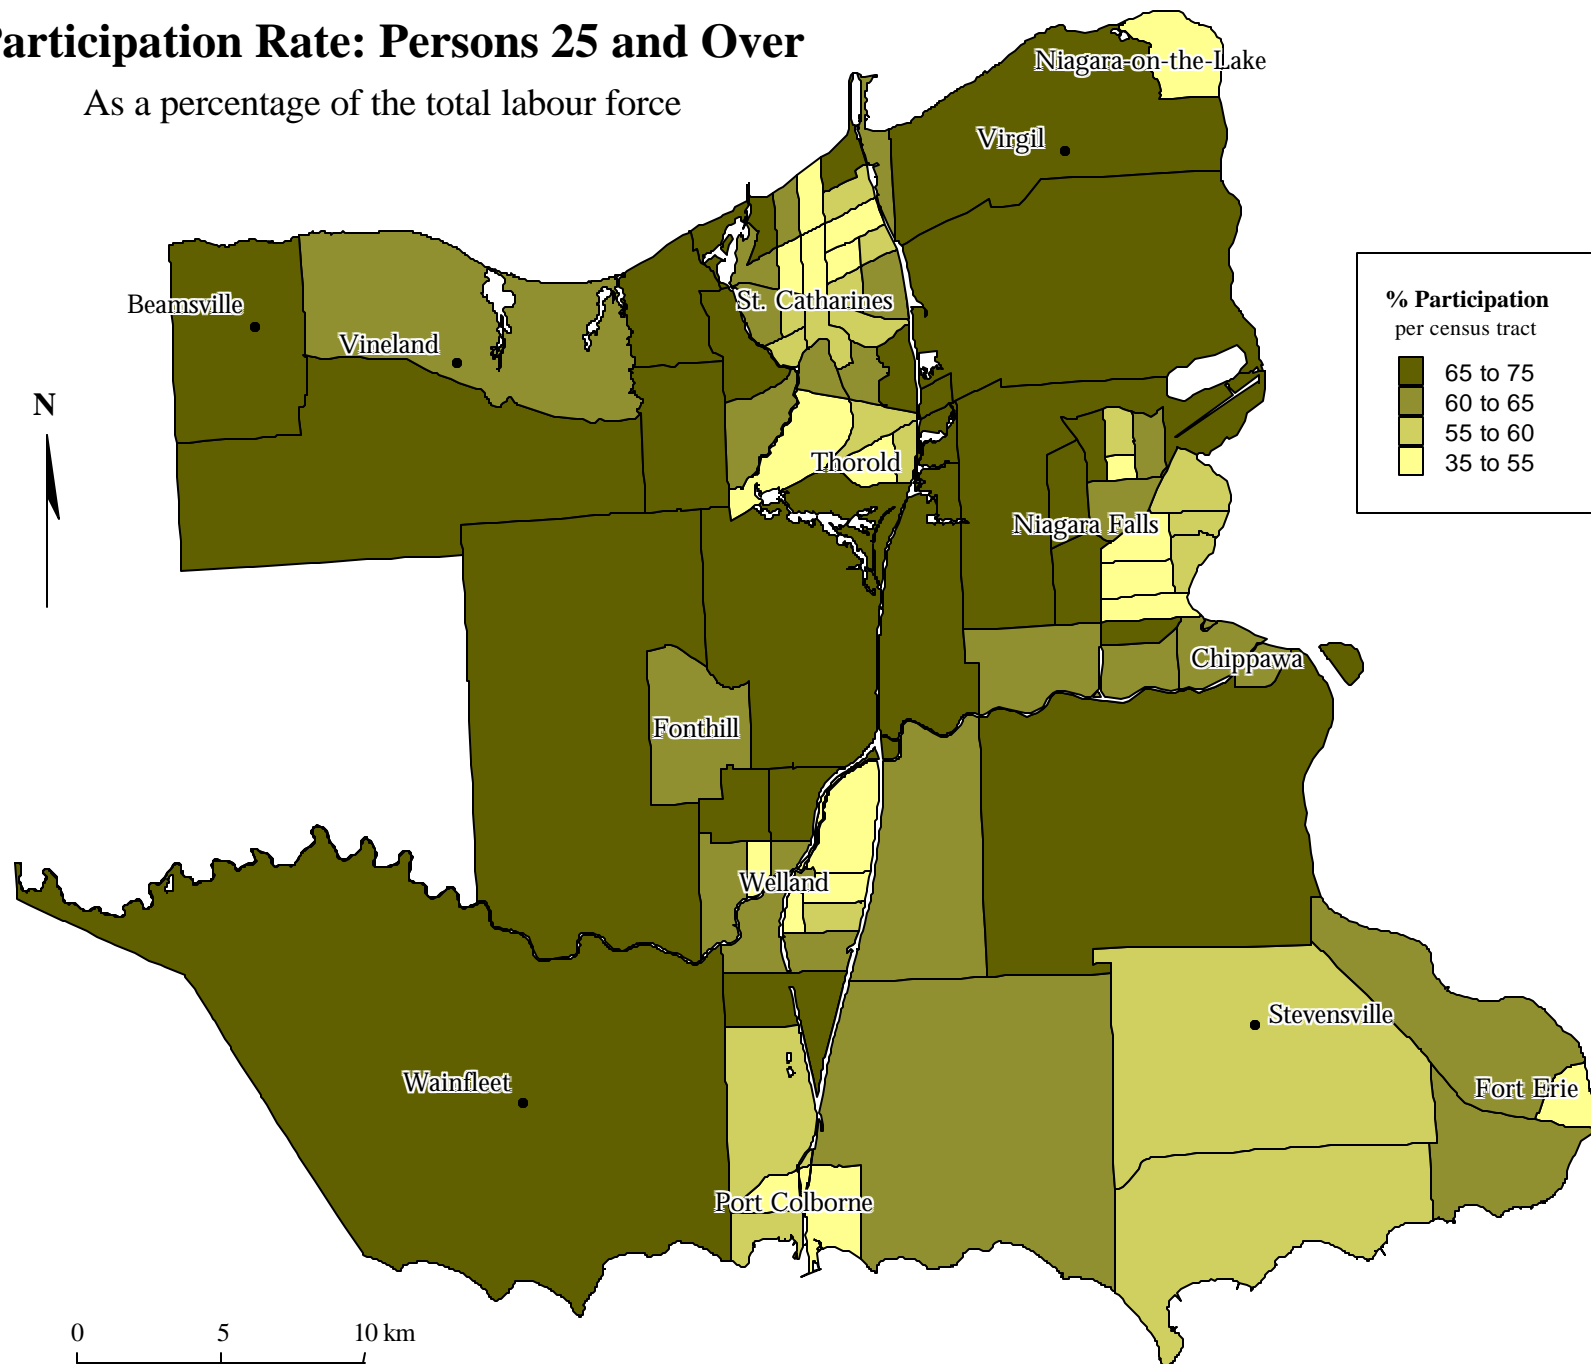 articipation Rate: Persons 25 and Over
As a percentage of the total labour force
Niagara-on-the-Lake
Virgil
Beamsville
Vineland
St. Catharines
% Participation
per census tract
65 to 75
60 to 65
55 to 60
35 to 55
N
Thorold
Niagara Falls
Chippawa
Fonthill
Welland
Stevensville
Wainfleet
Fort Erie
Port Colborne
0 5 10 km